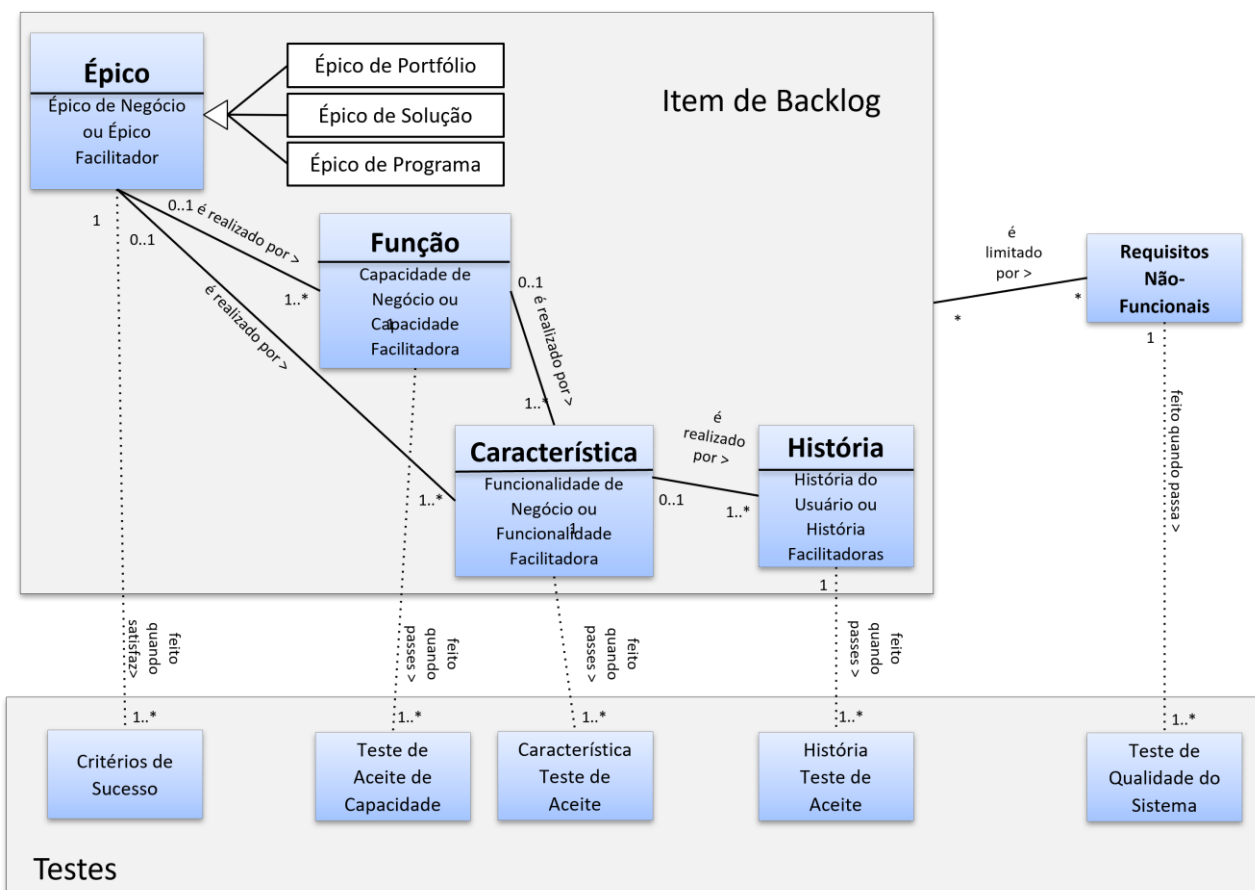 Épico
Épico de Negócio
ou Épico
Facilitador
Épico de Portfólio
Épico de Solução
Épico de Programa
Item de Backlog
1
0..1
é realizado por >
0..1
1..*
é realizado por >
1..*
Função
Capacidade de
Negócio ou
Capacidade
1
Facilitadora
0..1
é realizado por >
1..*
Característica
Funcionalidade de
Negócio ou
1
Funcionalidade
Facilitadora
é
realizado
por >
0..1
1..*
História
História do
Usuário ou
História
Facilitadoras
1
é
limitado
por >
*
*
Requisitos
Não-
Funcionais
1
feito quando passa >
feito
quando
satisfaz>
feito
quando
passes >
feito
quando
passes >
feito
quando
passes >
1..*
1..*
1..*
1..*
1..*
Critérios de
Sucesso
Teste de
Aceite de
Capacidade
Característica
Teste de
Aceite
História
Teste de
Aceite
Teste de
Qualidade do
Sistema
Testes